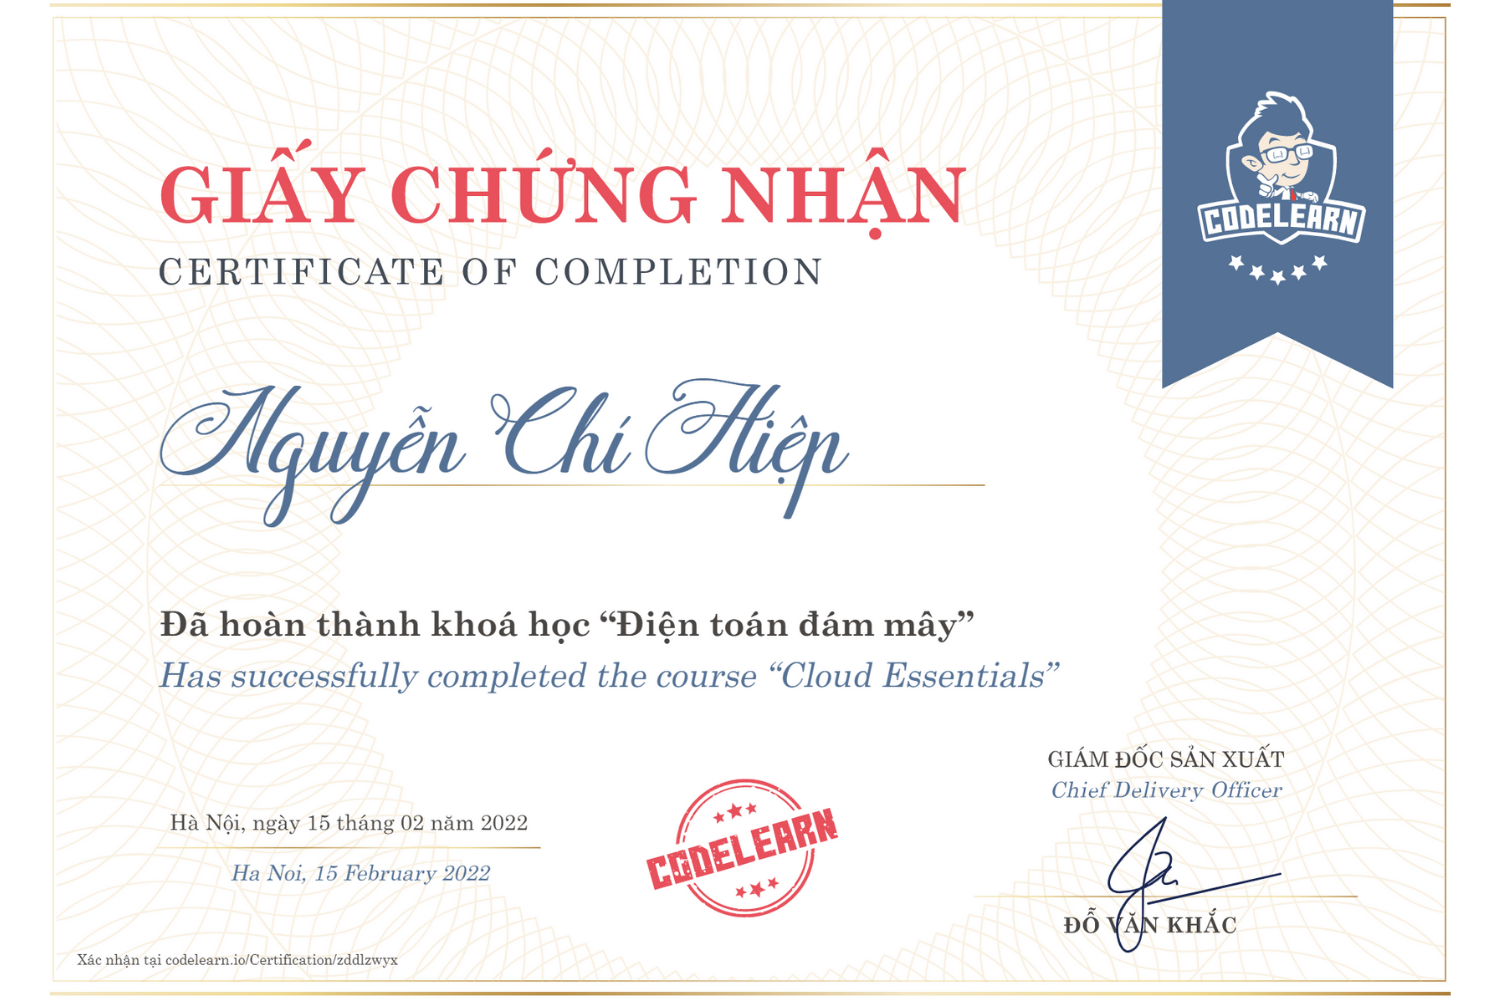 CODELEARN
GIẤY CHỨNG NHẬN
CERTIFICATE OF COMPLETION
Nguyễn Chí Hiệp
Đã hoàn thành khoá học “Điện toán đám mây”
Has successfully completed the course “Cloud Essentials”
GIÁM ĐỐC SẢN XUẤT
Chief Delivery Officer
Hà Nội, ngày 15 tháng 02 năm 2022
Ha Noi, 15 February 2022
CODELEARN
ĐỖ VĂN KHẮC
Xác nhận tại codelearn.io/Certification/zddlzwyx